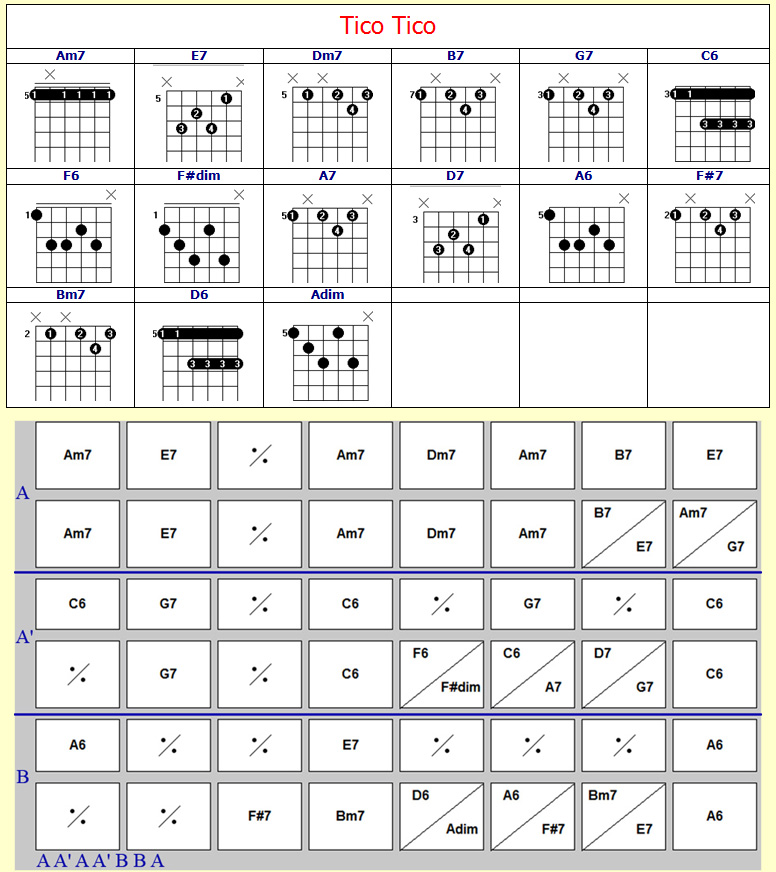 Tico Tico
Am7 E7 Dm7 B7 G7 C6
5 1 1 1 1 1 5 1 2 3 4 5 1 2 3 4 7 1 2 3 4 3 1 2 3 4 3 1 1 3 3 3 3
F6 F#dim A7 D7 A6 F#7
1 1 5 1 2 3 4 3 1 2 3 4 5 2 1 2 3 4
Bm7 D6 Adim
2 1 2 3 4 5 1 1 3 3 3 3 5
A
Am7 E7 % Am7 Dm7 Am7 B7 E7
Am7 E7 % Am7 Dm7 Am7 B7 E7 Am7 G7
A'
C6 G7 % C6 % G7 % C6
% G7 % C6 F6 F#dim C6 A7 D7 G7 C6
B
A6 % % E7 % % % A6
% % F#7 Bm7 D6 Adim A6 F#7 Bm7 E7 A6
A A' A A' B B A